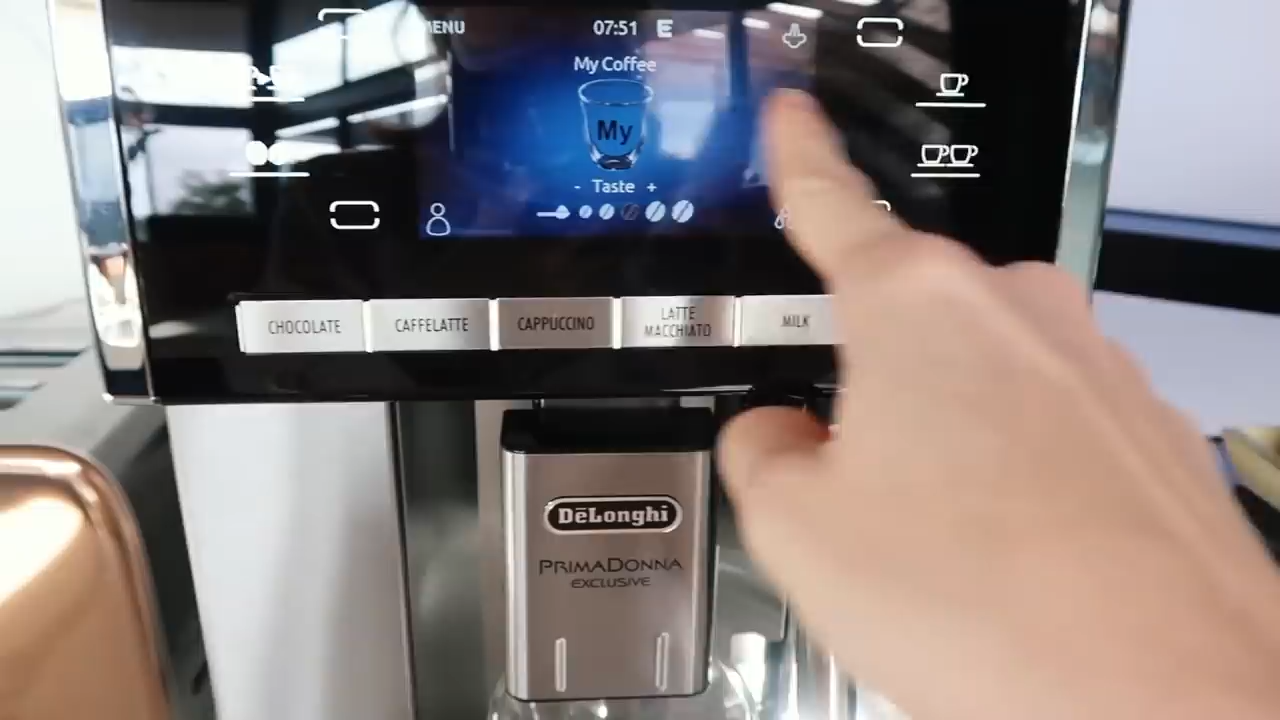 MENU
07:51 E
My Coffee
My
- Taste +
CHOCOLATE
CAFFELATTE
CAPPUCCINO
LATTE
MACCHIATO
MILK
DēLonghi
PRIMADONNA
EXCLUSIVE